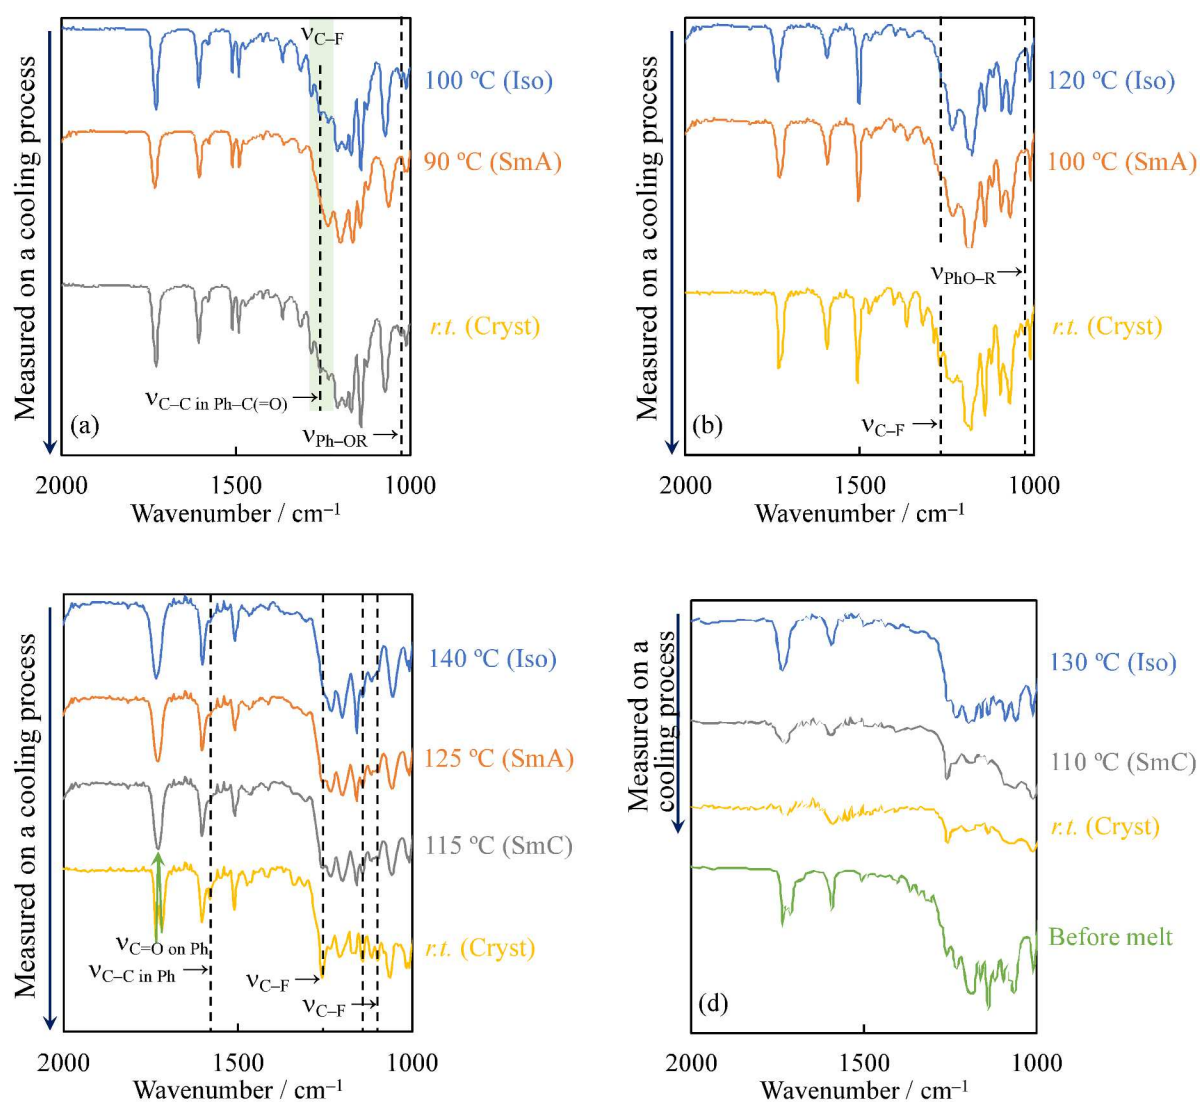 Measured on a cooling process
νC–F
100 ºC (Iso)
90 ºC (SmA)
r.t. (Cryst)
νC–C in Ph–C(=O)
νPh–OR
(a)
2000 1500 1000
Wavenumber / cm–1
Measured on a cooling process
120 ºC (Iso)
100 ºC (SmA)
νPhO–R
r.t. (Cryst)
νC–F
(b)
2000 1500 1000
Wavenumber / cm–1
Measured on a cooling process
140 ºC (Iso)
125 ºC (SmA)
115 ºC (SmC)
νC=O on Ph
r.t. (Cryst)
νC–C in Ph
νC–F
νC–F
2000 1500 1000
Wavenumber / cm–1
Measured on a
cooling process
130 ºC (Iso)
110 ºC (SmC)
r.t. (Cryst)
Before melt
(d)
2000 1500 1000
Wavenumber / cm–1